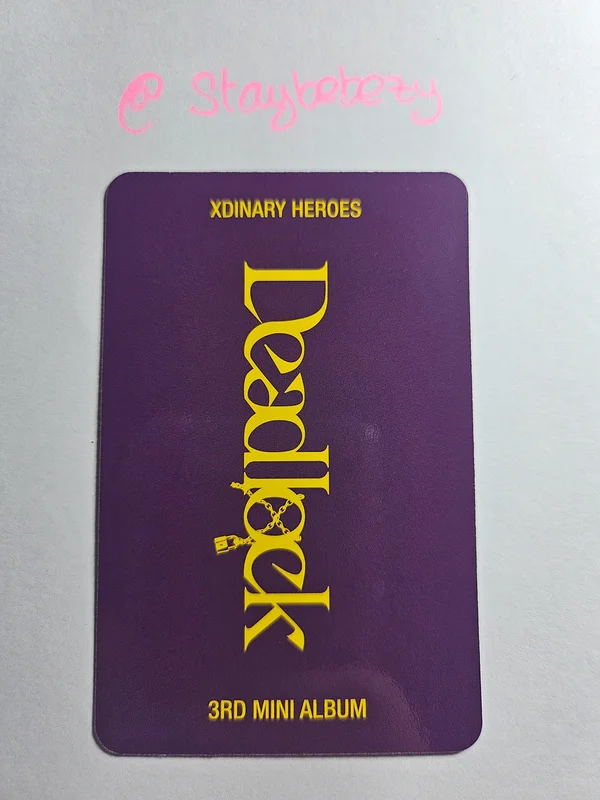 @ Staybebezy
XDINARY HEROES
Deadlock
3RD MINI ALBUM